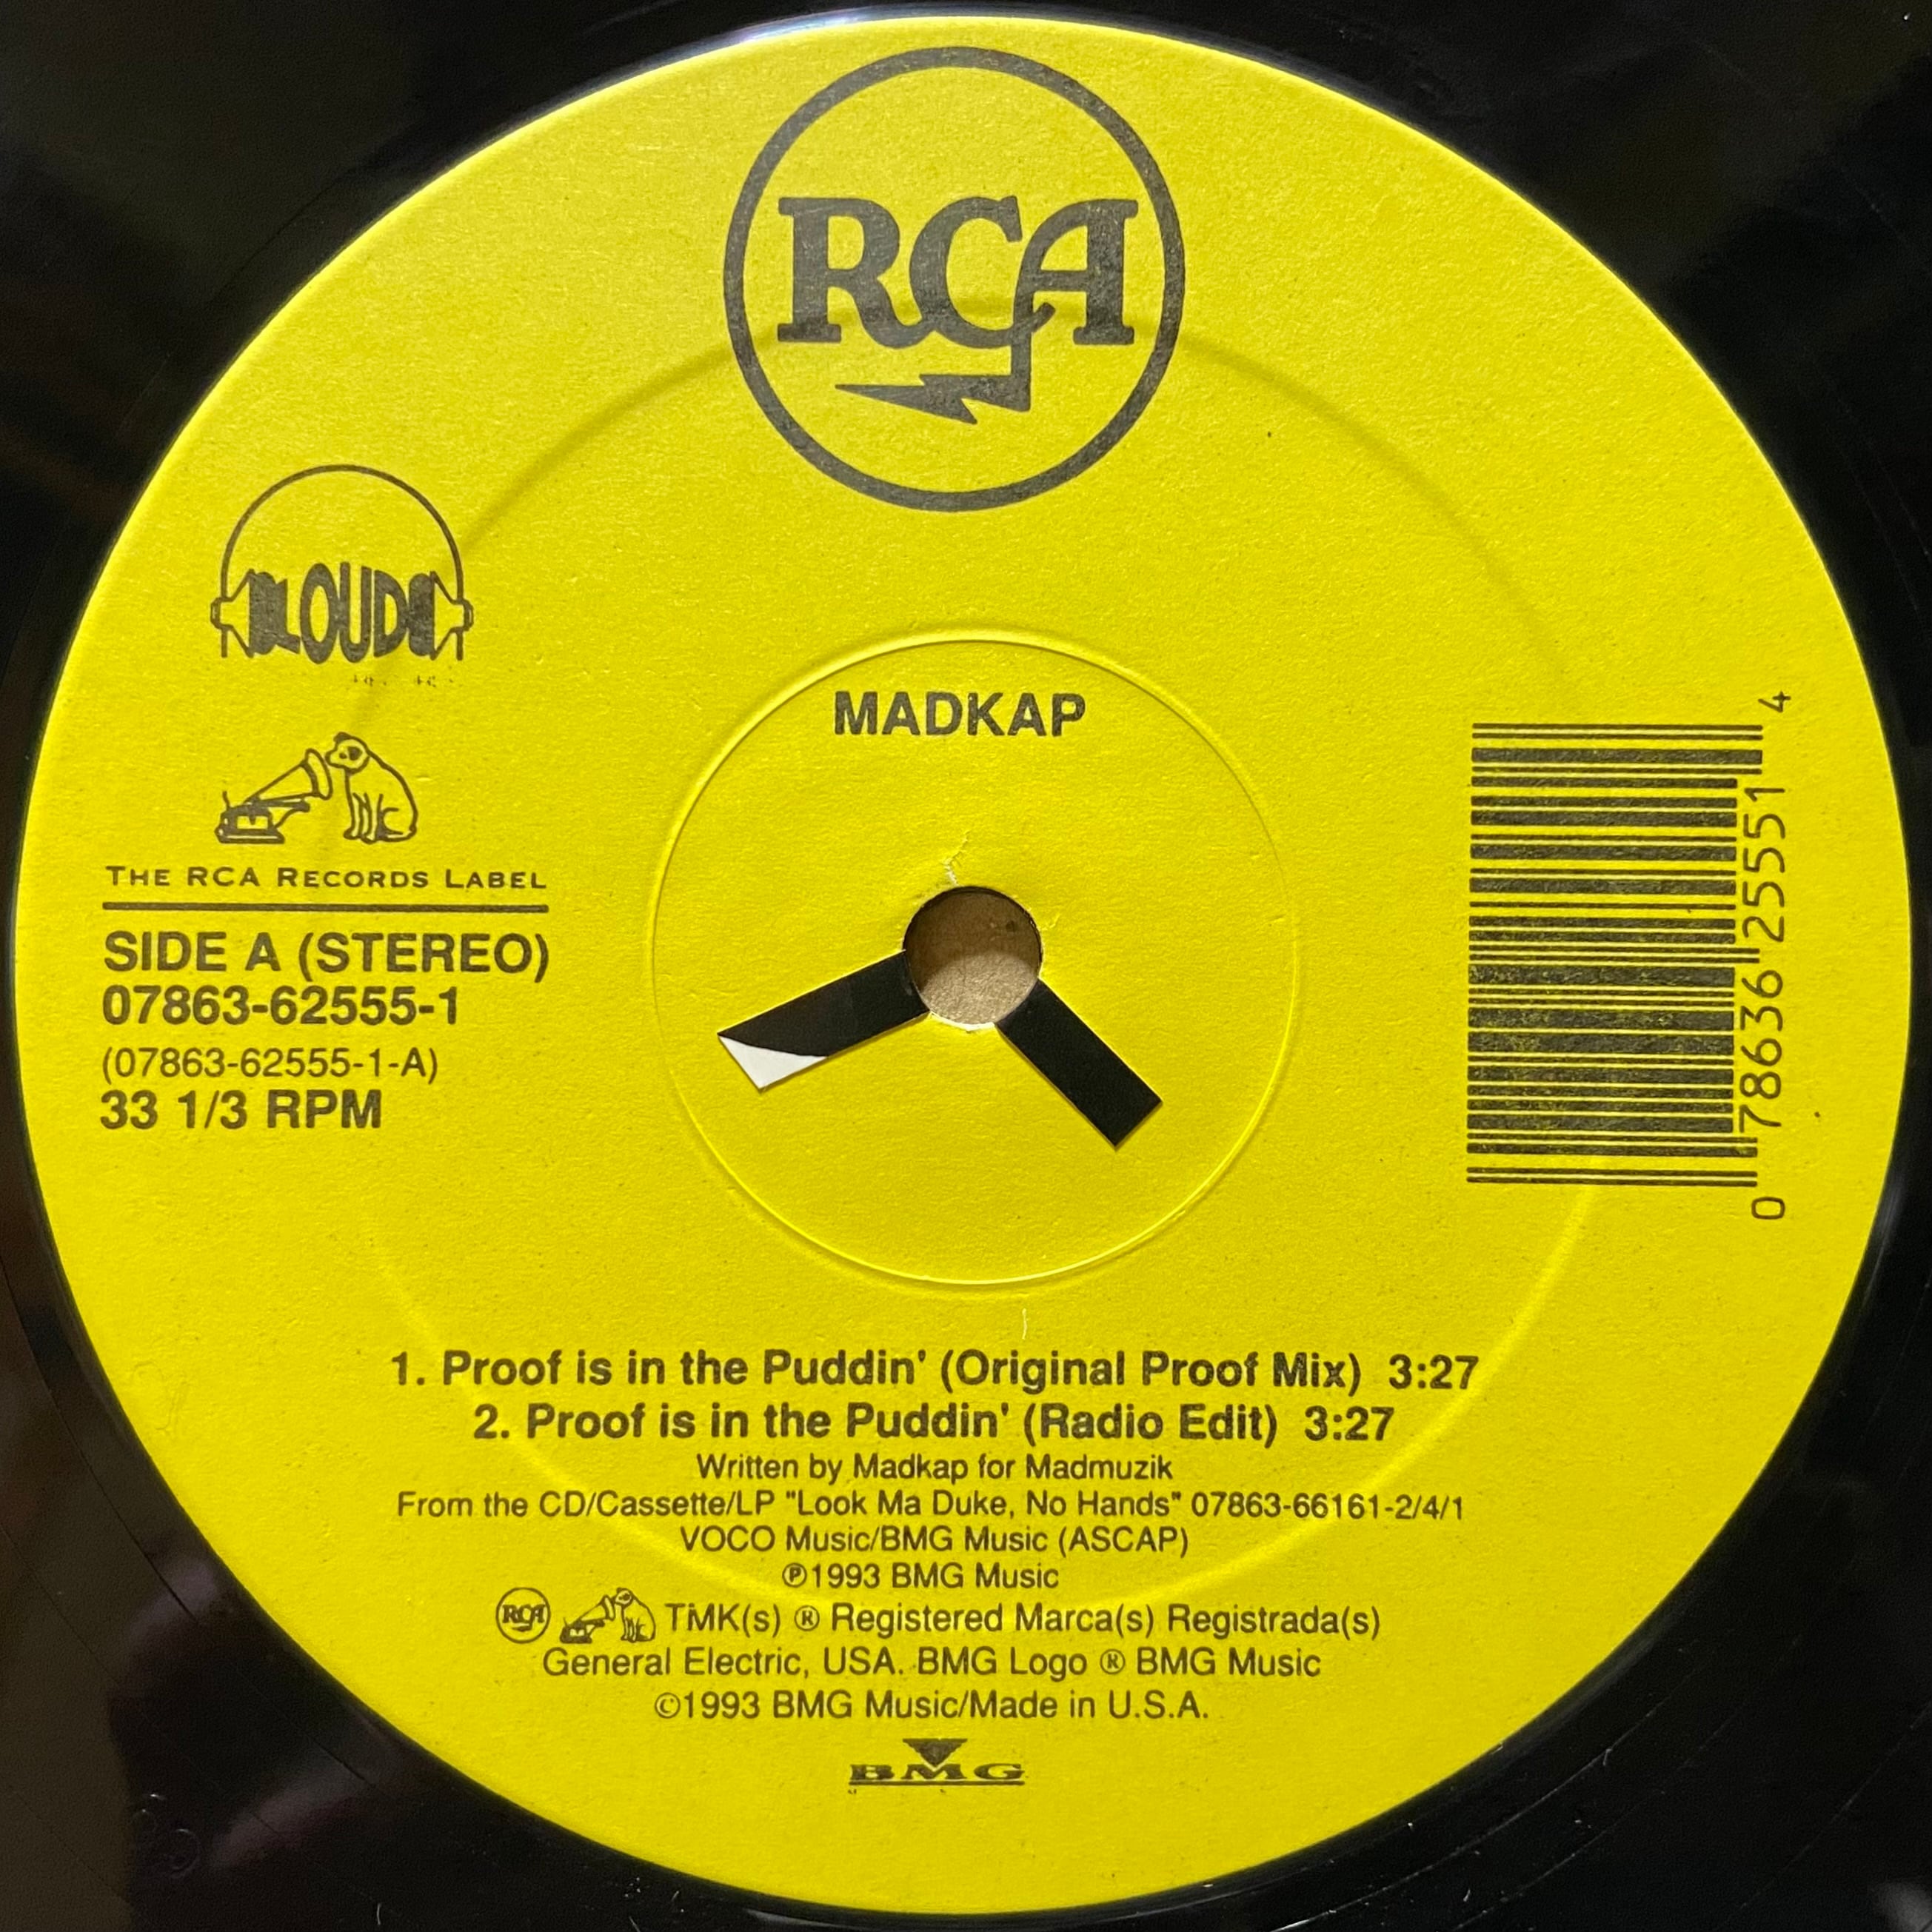 RCA
LOUD
MADKAP
THE RCA RECORDS LABEL
SIDE A (STEREO)
07863-62555-1
(07863-62555-1-A)
33 1/3 RPM
0 78636 25551 4
1. Proof is in the Puddin' (Original Proof Mix) 3:27
2. Proof is in the Puddin' (Radio Edit) 3:27
Written by Madkap for Madmuzik
From the CD/Cassette/LP "Look Ma Duke, No Hands" 07863-66161-2/4/1
VOCO Music/BMG Music (ASCAP)
℗1993 BMG Music
RCA TMK(s) ® Registered Marca(s) Registrada(s)
General Electric, USA. BMG Logo ® BMG Music
©1993 BMG Music/Made in U.S.A.
BMG